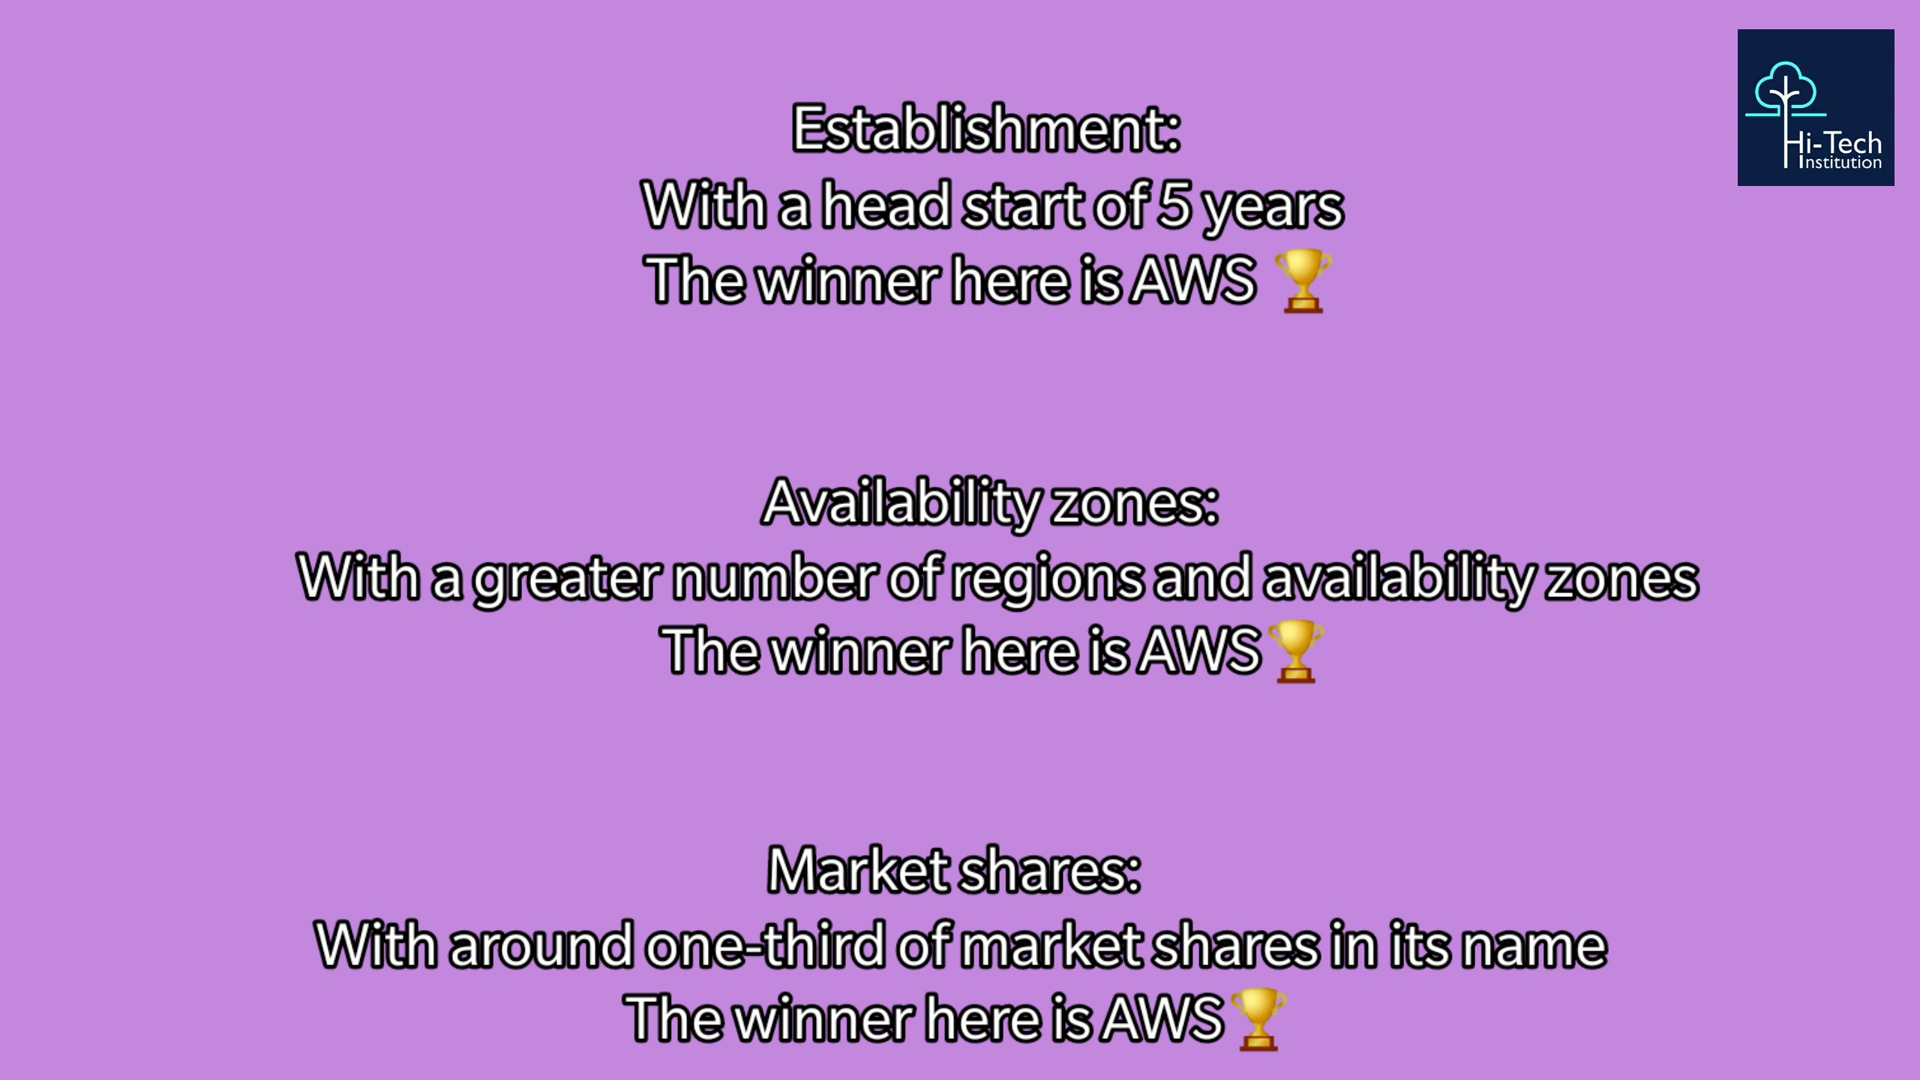 Hi-Tech
Institution
Establishment:
With a head start of 5 years
The winner here is AWS 🏆
Availability zones:
With a greater number of regions and availability zones
The winner here is AWS🏆
Market shares:
With around one-third of market shares in its name
The winner here is AWS🏆